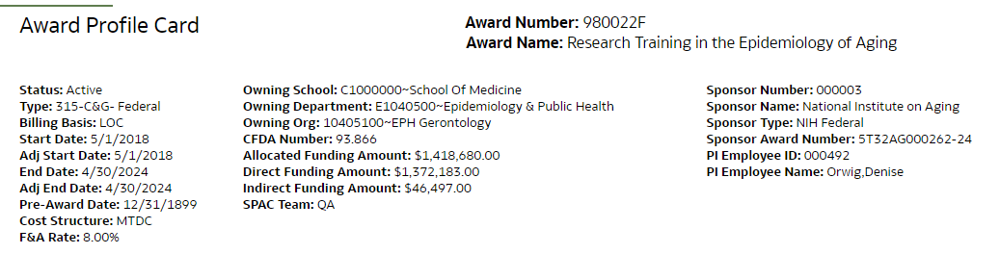 Award Profile Card
Award Number: 980022F
Award Name: Research Training in the Epidemiology of Aging
Status: Active
Type: 315-C&G- Federal
Billing Basis: LOC
Start Date: 5/1/2018
Adj Start Date: 5/1/2018
End Date: 4/30/2024
Adj End Date: 4/30/2024
Pre-Award Date: 12/31/1899
Cost Structure: MTDC
F&A Rate: 8.00%
Owning School: C1000000~School Of Medicine
Owning Department: E1040500~Epidemiology & Public Health
Owning Org: 10405100~EPH Gerontology
CFDA Number: 93.866
Allocated Funding Amount: $1,418,680.00
Direct Funding Amount: $1,372,183.00
Indirect Funding Amount: $46,497.00
SPAC Team: QA
Sponsor Number: 000003
Sponsor Name: National Institute on Aging
Sponsor Type: NIH Federal
Sponsor Award Number: 5T32AG000262-24
PI Employee ID: 000492
PI Employee Name: Orwig,Denise